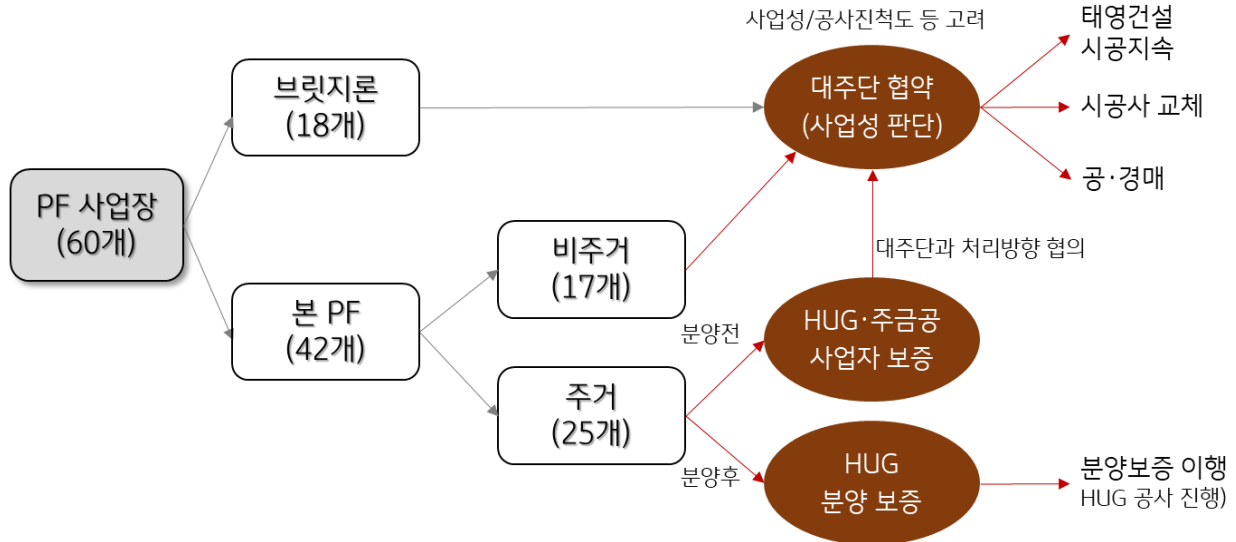 사업성/공사진척도 등 고려
태영건설
시공지속
브릿지론
(18개)
대주단 협약
(사업성 판단)
시공사 교체
공·경매
PF 사업장
(60개)
비주거
(17개)
대주단과 처리방향 협의
본 PF
(42개)
분양전
HUG·주금공
사업자 보증
주거
(25개)
분양후
HUG
분양 보증
분양보증 이행
HUG 공사 진행)